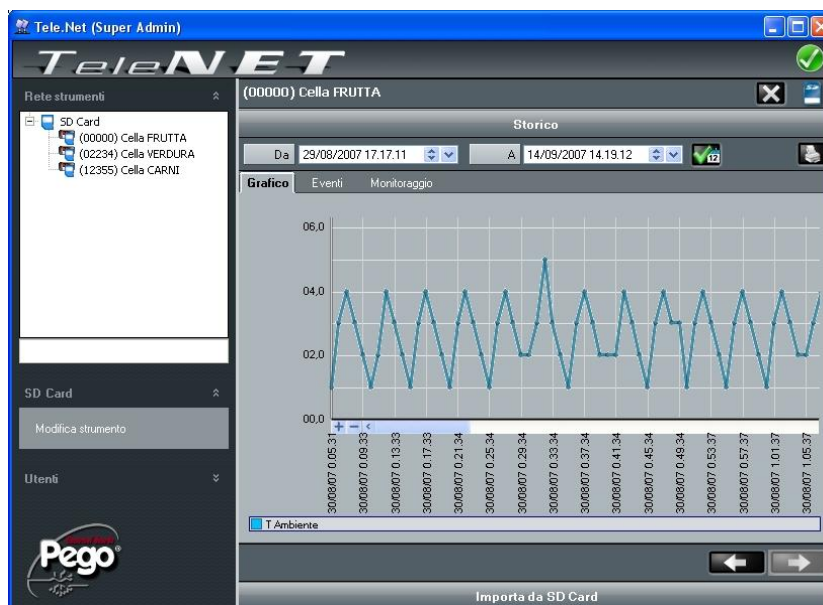 Tele.Net (Super Admin)
TeleNET
Rete strumenti
SD Card
(00000) Cella FRUTTA
(02234) Cella VERDURA
(12355) Cella CARNI
SD Card
Modifica strumento
Utenti
Pego
(00000) Cella FRUTTA
Storico
Da 29/08/2007 17.17.11 A 14/09/2007 14.19.12 12
Grafico Eventi Monitoraggio
06,0
04,0
02,0
00,0
30/08/07 0.05.31
30/08/07 0.09.33
30/08/07 0.13.33
30/08/07 0.17.33
30/08/07 0.21.34
30/08/07 0.25.34
30/08/07 0.29.34
30/08/07 0.33.34
30/08/07 0.37.34
30/08/07 0.41.34
30/08/07 0.45.34
30/08/07 0.49.34
30/08/07 0.53.37
30/08/07 0.57.37
30/08/07 1.01.37
30/08/07 1.05.37
T Ambiente
Importa da SD Card